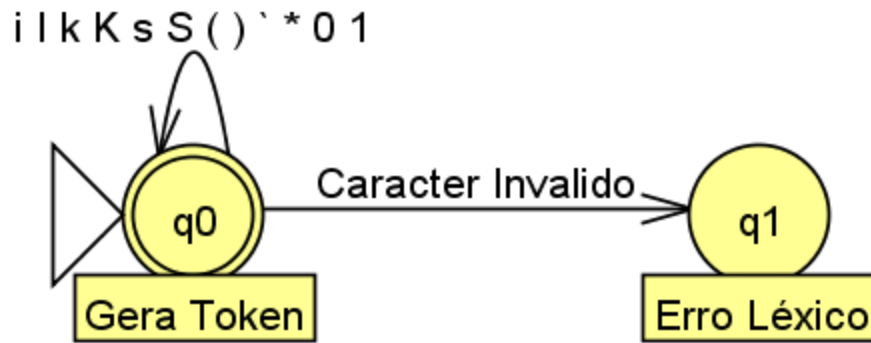 i I k K s S ( ) ` * 0 1
Caracter Invalido
q0
q1
Gera Token
Erro Léxico